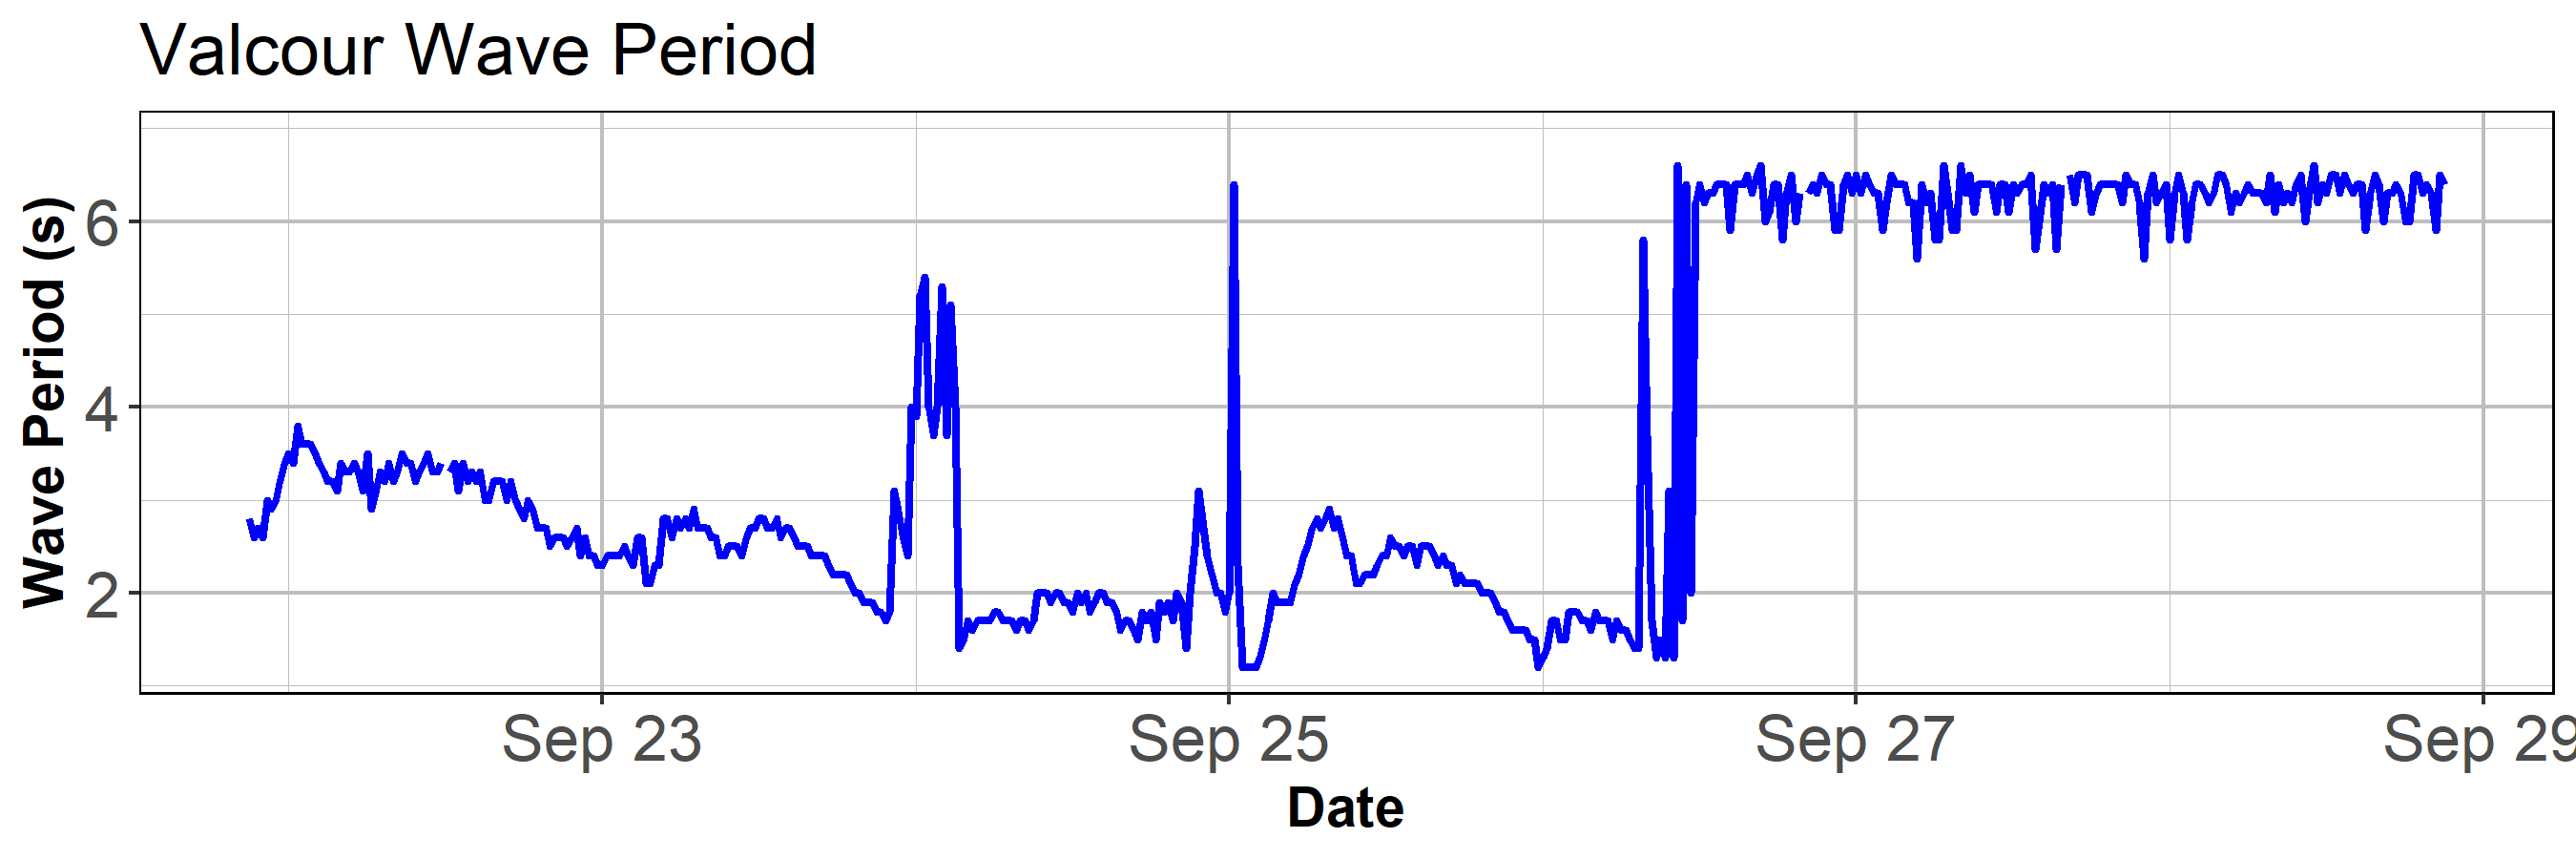 Valcour Wave Period
Wave Period (s)
6
4
2
Sep 23 Sep 25 Sep 27 Sep 29
Date